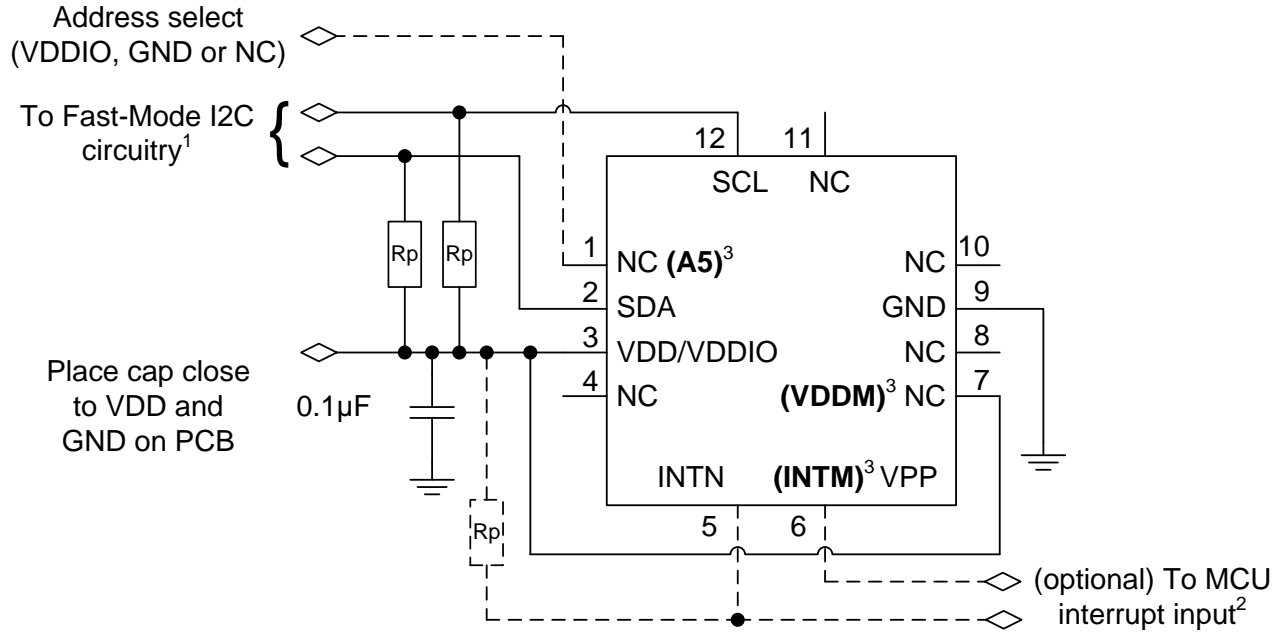 Address select
(VDDIO, GND or NC)
To Fast-Mode I2C
circuitry1
{
12
11
SCL
NC
Rp
Rp
1
NC (A5)3
NC
10
2
SDA
GND
9
3
VDD/VDDIO
NC
8
4
NC
(VDDM)3 NC
7
Place cap close
to VDD and
GND on PCB
0.1µF
INTN
(INTM)3 VPP
5
6
Rp
(optional) To MCU
interrupt input2